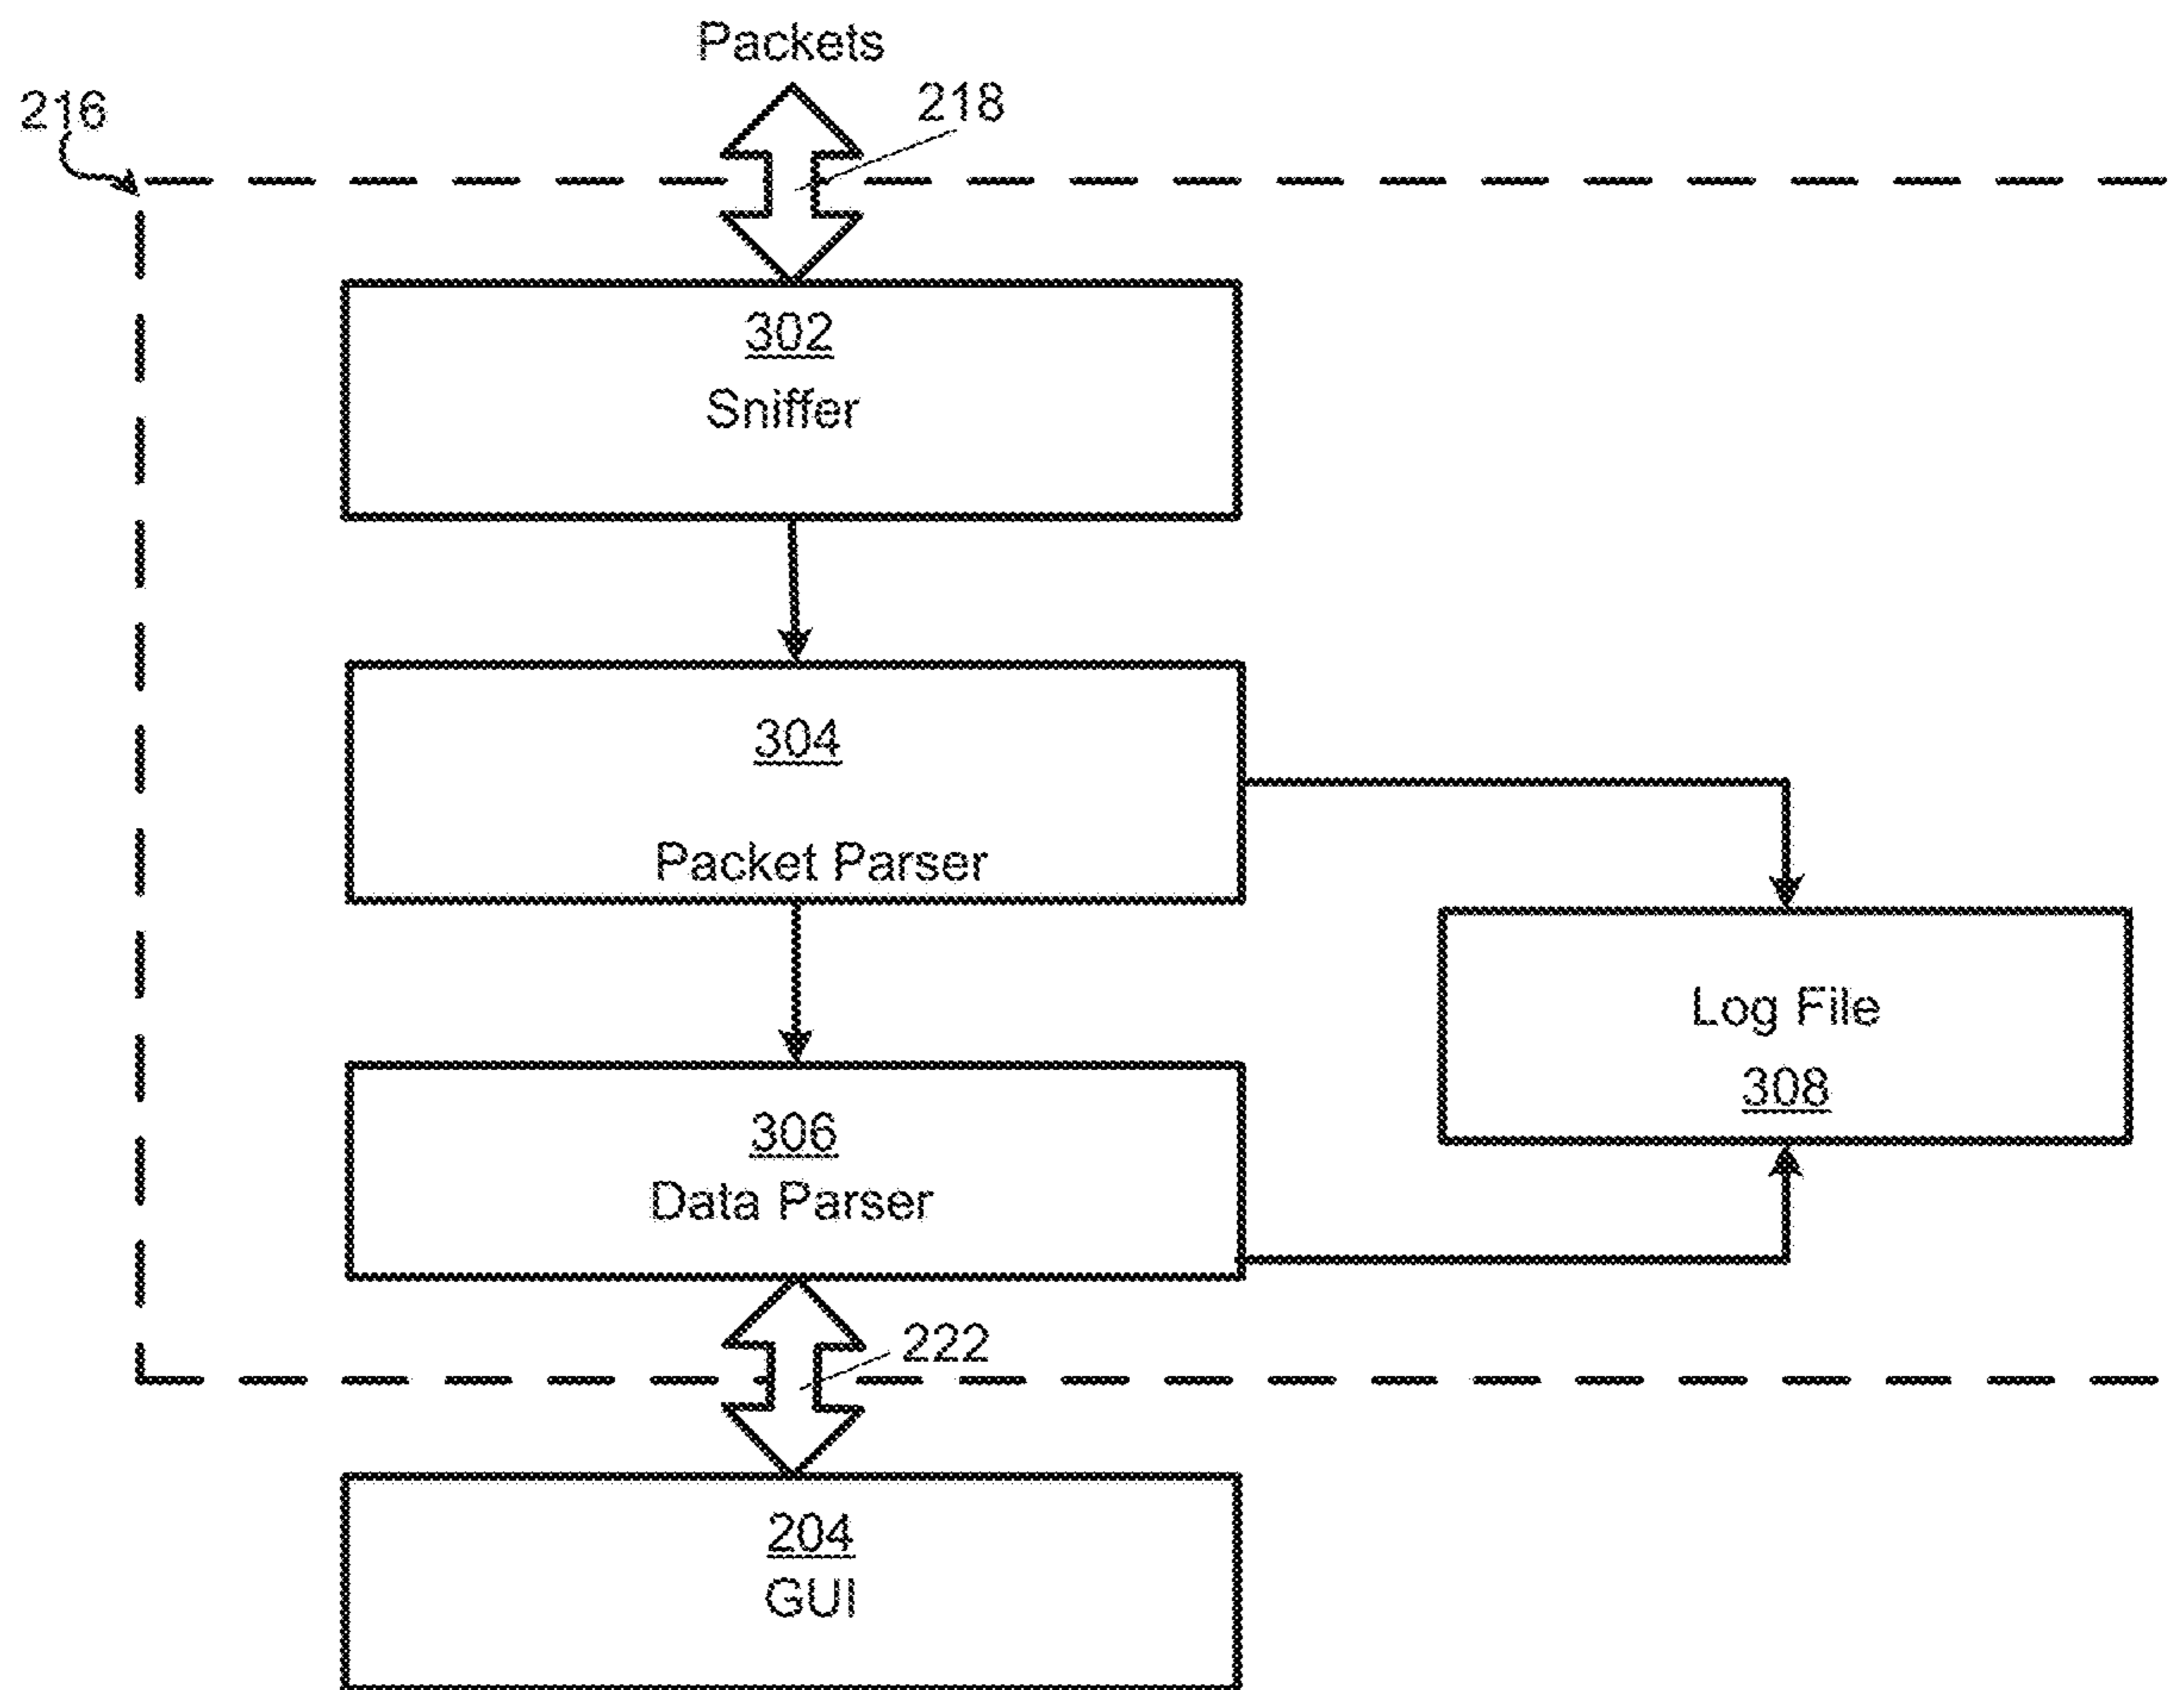 Packets
216
218
302
Sniffer
304
Packet Parser
Log File
308
306
Data Parser
222
204
GUI